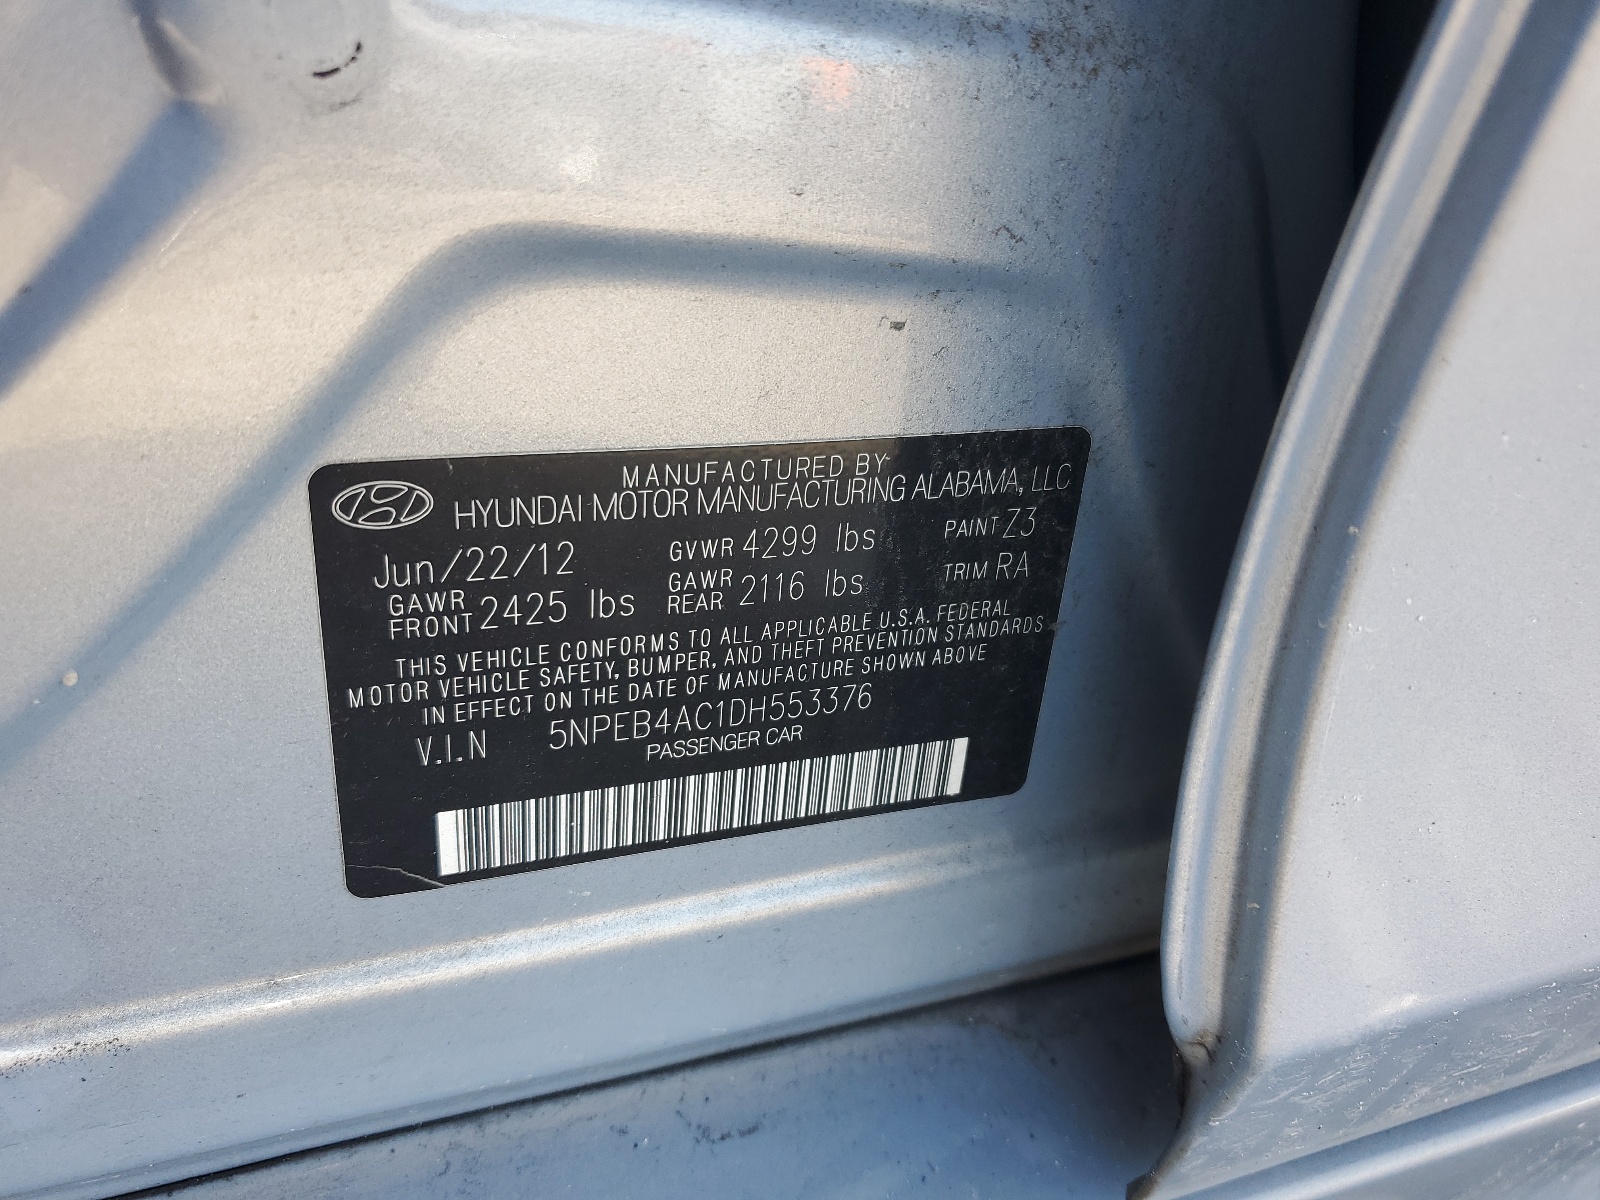 MANUFACTURED BY
HYUNDAI MOTOR MANUFACTURING ALABAMA, LLC
Jun/22/12 GVWR 4299 lbs PAINT Z3
GAWR FRONT 2425 lbs GAWR REAR 2116 lbs TRIM RA
THIS VEHICLE CONFORMS TO ALL APPLICABLE U.S.A. FEDERAL
MOTOR VEHICLE SAFETY, BUMPER, AND THEFT PREVENTION STANDARDS
IN EFFECT ON THE DATE OF MANUFACTURE SHOWN ABOVE
V.I.N 5NPEB4AC1DH553376
PASSENGER CAR